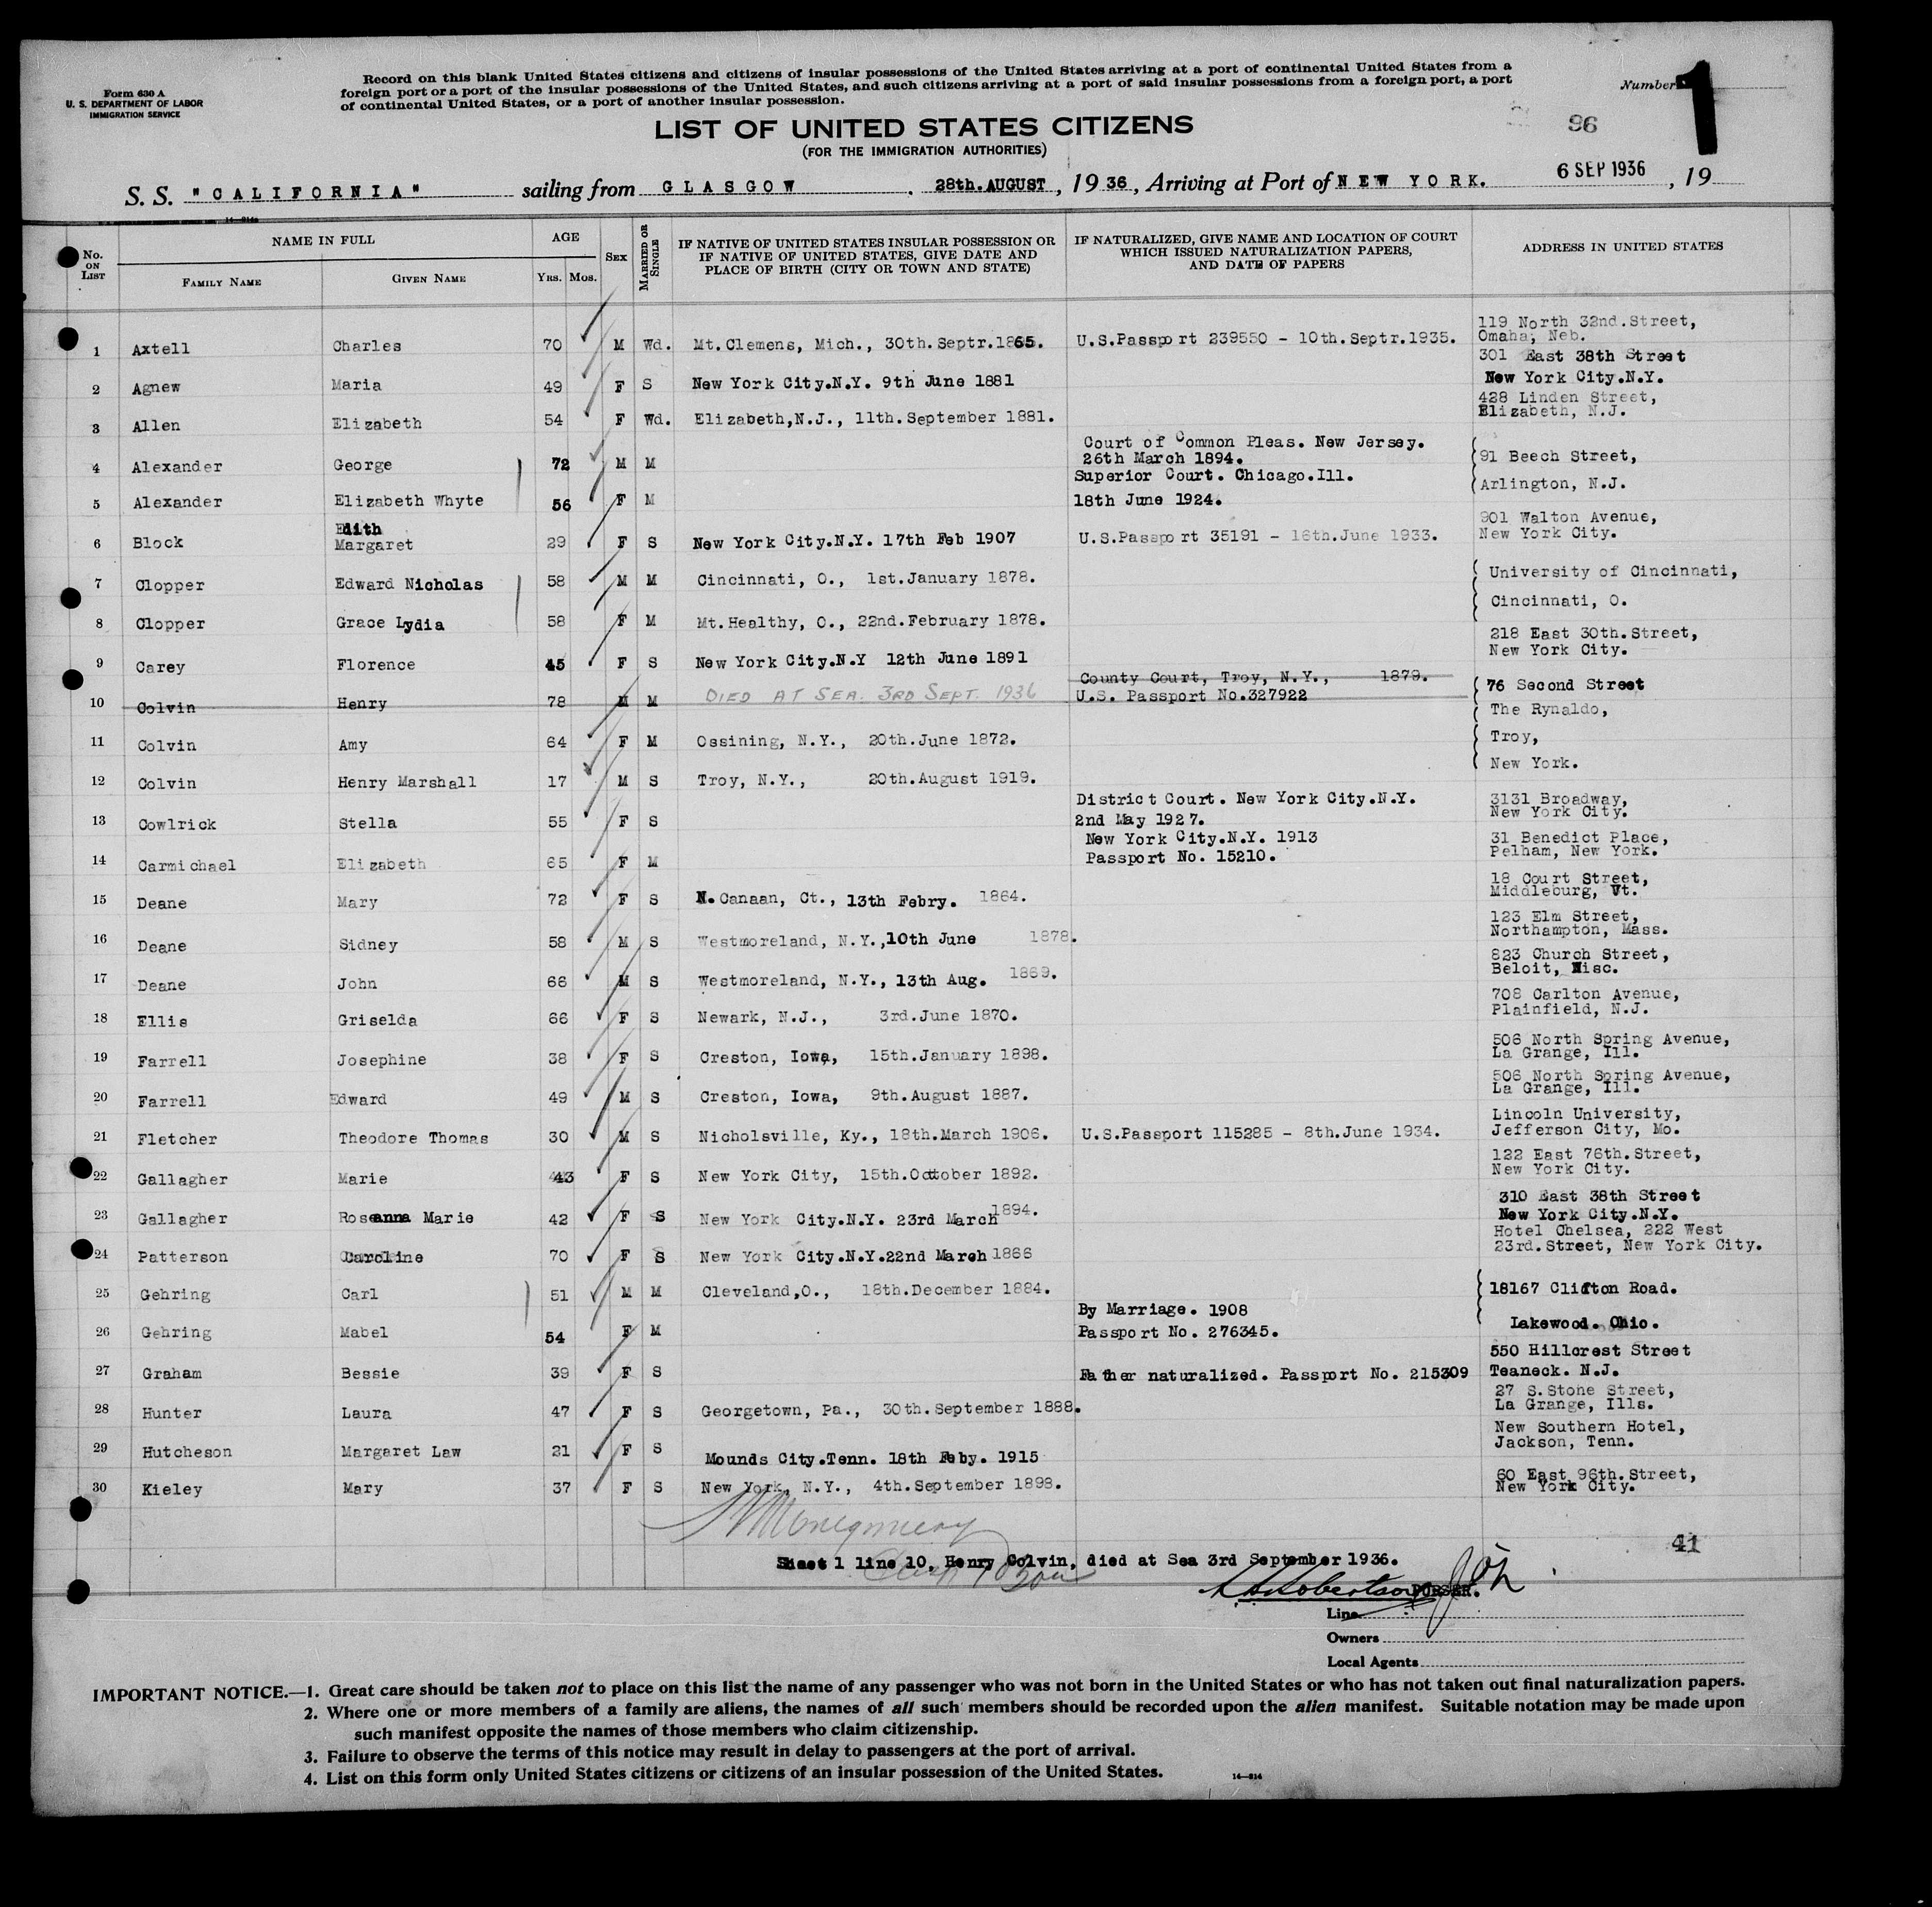 Form 630 A
U. S. DEPARTMENT OF LABOR
IMMIGRATION SERVICE
Record on this blank United States citizens and citizens of insular possessions of the United States arriving at a port of continental United States from a
foreign port or a port of the insular possessions of the United States, and such citizens arriving at a port of said insular possessions from a foreign port, a port
of continental United States, or a port of another insular possession.
Number 1
96
LIST OF UNITED STATES CITIZENS
(FOR THE IMMIGRATION AUTHORITIES)
S. S. "CALIFORNIA" sailing from GLASGOW, 28th.AUGUST, 1936, Arriving at Port of NEW YORK. 6 SEP 1936, 19
No. ON LIST
NAME IN FULL
FAMILY NAME
GIVEN NAME
AGE
YRS. MOS.
SEX
MARRIED OR SINGLE
IF NATIVE OF UNITED STATES INSULAR POSSESSION OR
IF NATIVE OF UNITED STATES, GIVE DATE AND
PLACE OF BIRTH (CITY OR TOWN AND STATE)
IF NATURALIZED, GIVE NAME AND LOCATION OF COURT
WHICH ISSUED NATURALIZATION PAPERS,
AND DATE OF PAPERS
ADDRESS IN UNITED STATES
1 Axtell Charles 70 M Wd. Mt.Clemens, Mich., 30th.Septr.1865. U.S.Passport 239550 - 10th.Septr.1935. 119 North 32nd.Street, Omaha, Neb.
2 Agnew Maria 49 F S New York City.N.Y. 9th June 1881 301 East 38th Street New York City.N.Y.
3 Allen Elizabeth 54 F Wd. Elizabeth,N.J., 11th.September 1881. 428 Linden Street, Elizabeth, N.J.
4 Alexander George 72 M M Court of Common Pleas. New Jersey. 26th March 1894. 91 Beech Street,
5 Alexander Elizabeth Whyte 56 F M Superior Court. Chicago.Ill. 18th June 1924. Arlington, N.J.
6 Block Edith Margaret 29 F S New York City.N.Y. 17th Feb 1907 U.S.Passport 35191 - 16th.June 1933. 901 Walton Avenue, New York City.
7 Clopper Edward Nicholas 58 M M Cincinnati, O., 1st.January 1878. University of Cincinnati,
8 Clopper Grace Lydia 58 F M Mt.Healthy, O., 22nd.February 1878. Cincinnati, O.
9 Carey Florence 45 F S New York City.N.Y 12th June 1891 218 East 30th.Street, New York City.
10 Colvin Henry 78 M M DIED AT SEA. 3RD SEPT. 1936 County Court, Troy, N.Y., 1879. U.S. Passport No.327922 76 Second Street The Rynaldo,
11 Colvin Amy 64 F M Ossining, N.Y., 20th.June 1872. Troy,
12 Colvin Henry Marshall 17 M S Troy, N.Y., 20th.August 1919. New York.
13 Cowlrick Stella 55 F S District Court. New York City.N.Y. 2nd May 1927. 3131 Broadway, New York City.
14 Carmichael Elizabeth 65 F M New York City.N.Y. 1913 Passport No. 15210. 31 Benedict Place, Pelham, New York.
15 Deane Mary 72 F S N.Canaan, Ct., 13th Febry. 1864. 18 Court Street, Middleburg, Vt.
16 Deane Sidney 58 M S Westmoreland, N.Y.,10th June 1878. 123 Elm Street, Northampton, Mass.
17 Deane John 66 M S Westmoreland, N.Y., 13th Aug. 1869. 823 Church Street, Beloit, Wisc.
18 Ellis Griselda 66 F S Newark, N.J., 3rd.June 1870. 708 Carlton Avenue, Plainfield, N.J.
19 Farrell Josephine 38 F S Creston, Iowa, 15th.January 1898. 506 North Spring Avenue, La Grange, Ill.
20 Farrell Edward 49 M S Creston, Iowa, 9th.August 1887. 506 North Spring Avenue, La Grange, Ill.
21 Fletcher Theodore Thomas 30 M S Nicholsville, Ky., 18th.March 1906. U.S.Passport 115285 - 8th.June 1934. Lincoln University, Jefferson City, Mo.
22 Gallagher Marie 43 F S New York City, 15th.October 1892. 122 East 76th.Street, New York City.
23 Gallagher Roseanna Marie 42 F S New York City.N.Y. 23rd March 1894. 310 East 38th Street New York City.N.Y.
24 Patterson Caroline 70 F S New York City.N.Y.22nd March 1866 Hotel Chelsea, 222 West 23rd.Street, New York City.
25 Gehring Carl 51 M M Cleveland,O., 18th.December 1884. 18167 Clifton Road.
26 Gehring Mabel 54 F M By Marriage. 1908 Passport No. 276345. Lakewood. Ohio.
27 Graham Bessie 39 F S Father naturalized. Passport No. 215309 550 Hillcrest Street Teaneck. N.J.
28 Hunter Laura 47 F S Georgetown, Pa., 30th.September 1888. 27 S.Stone Street, La Grange, Ills.
29 Hutcheson Margaret Law 21 F S Mounds City.Tenn. 18th Feby. 1915 New Southern Hotel, Jackson, Tenn.
30 Kieley Mary 37 F S New York, N.Y., 4th.September 1898. 60 East 96th.Street, New York City.
Montgomery
41
Sheet 1 line 10, Henry Colvin, died at Sea 3rd September 1936.
Robertson PURSER.
Line
Owners
Local Agents
IMPORTANT NOTICE.—1. Great care should be taken not to place on this list the name of any passenger who was not born in the United States or who has not taken out final naturalization papers.
2. Where one or more members of a family are aliens, the names of all such members should be recorded upon the alien manifest. Suitable notation may be made upon
such manifest opposite the names of those members who claim citizenship.
3. Failure to observe the terms of this notice may result in delay to passengers at the port of arrival.
4. List on this form only United States citizens or citizens of an insular possession of the United States.
14—814